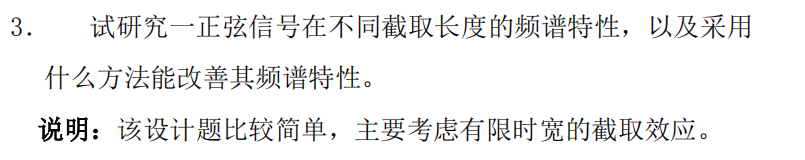 3． 试研究一正弦信号在不同截取长度的频谱特性，以及采用
什么方法能改善其频谱特性。
说明：该设计题比较简单，主要考虑有限时宽的截取效应。